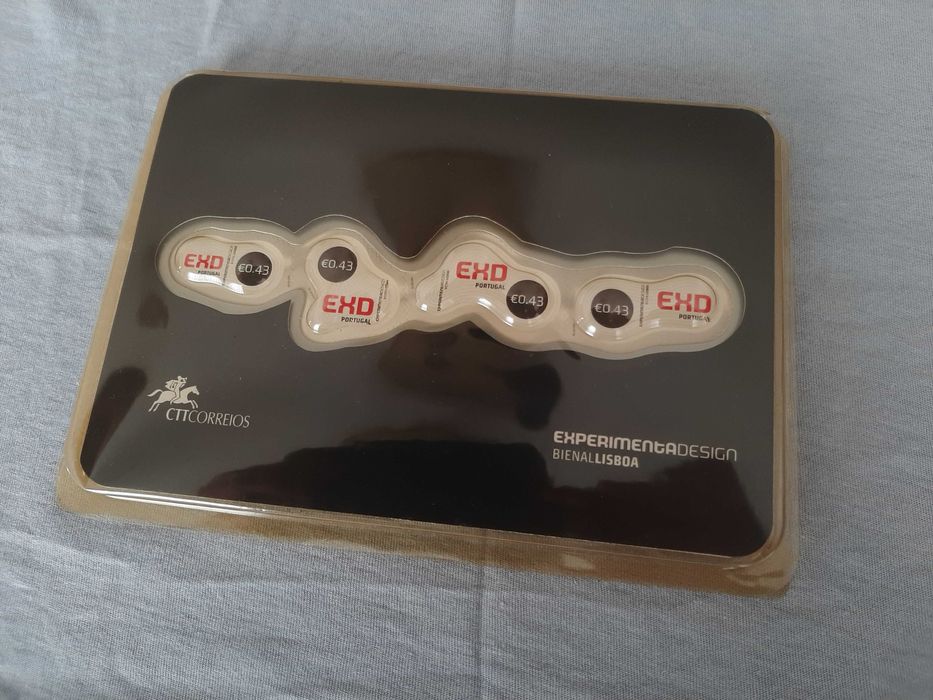 EXD
PORTUGAL
€0.43
€0.43
EXD
PORTUGAL
EXD
PORTUGAL
€0.43
€0.43
EXD
PORTUGAL
CTTCORREIOS
EXPERIMENTADESIGN
BIENALLISBOA